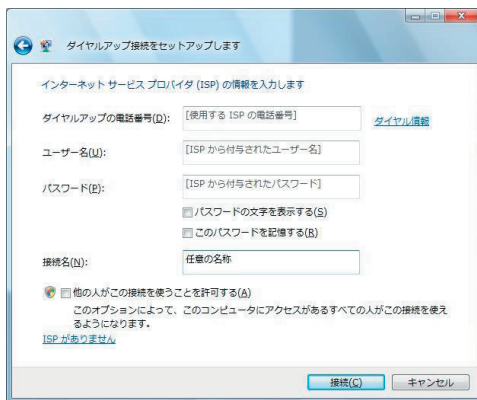 ダイヤルアップ接続をセットアップします
インターネット サービス プロバイダ (ISP) の情報を入力します
ダイヤルアップの電話番号(D): [使用する ISP の電話番号] ダイヤル情報
ユーザー名(U): [ISP から付与されたユーザー名]
パスワード(P): [ISP から付与されたパスワード]
パスワードの文字を表示する(S)
このパスワードを記憶する(R)
接続名(N): 任意の名称
他の人がこの接続を使うことを許可する(A)
このオプションによって、このコンピュータにアクセスがあるすべての人がこの接続を使え
るようになります。
ISP がありません
接続(C) キャンセル